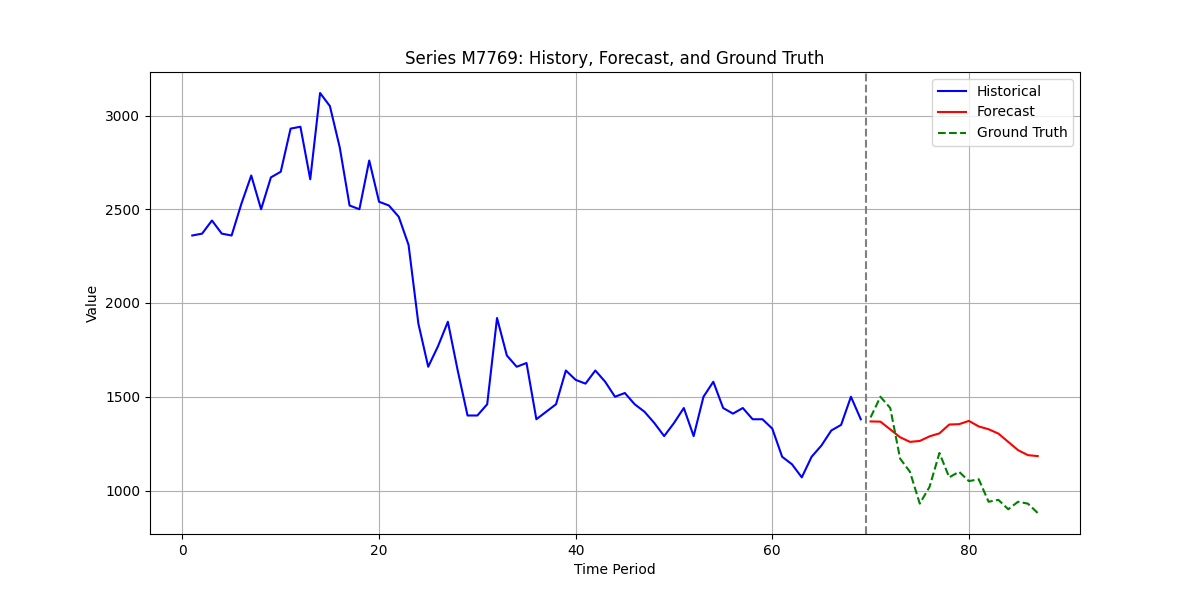 Series M7769: History, Forecast, and Ground Truth
Historical
Forecast
Ground Truth
Value
3000
2500
2000
1500
1000
0 20 40 60 80
Time Period